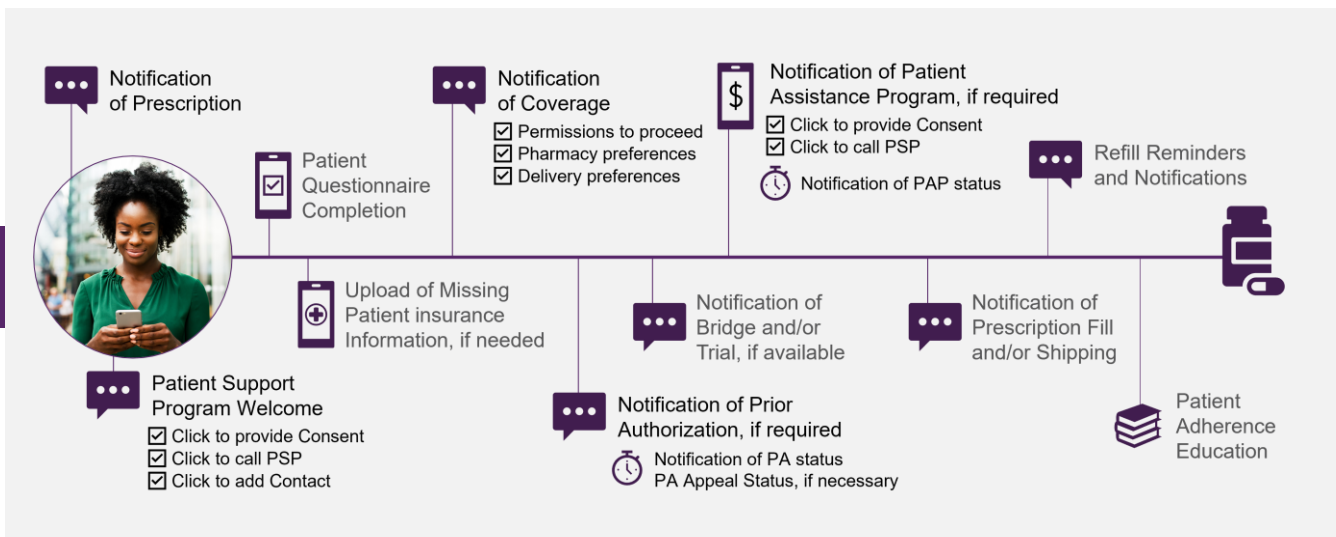 Notification
of Prescription
Patient Support
Program Welcome
Click to provide Consent
Click to call PSP
Click to add Contact
Patient
Questionnaire
Completion
Upload of Missing
Patient insurance
Information, if needed
Notification
of Coverage
Permissions to proceed
Pharmacy preferences
Delivery preferences
Notification of Prior
Authorization, if required
Notification of PA status
PA Appeal Status, if necessary
Notification of
Bridge and/or
Trial, if available
$
Notification of Patient
Assistance Program, if required
Click to provide Consent
Click to call PSP
Notification of PAP status
Notification of
Prescription Fill
and/or Shipping
Refill Reminders
and Notifications
Patient
Adherence
Education